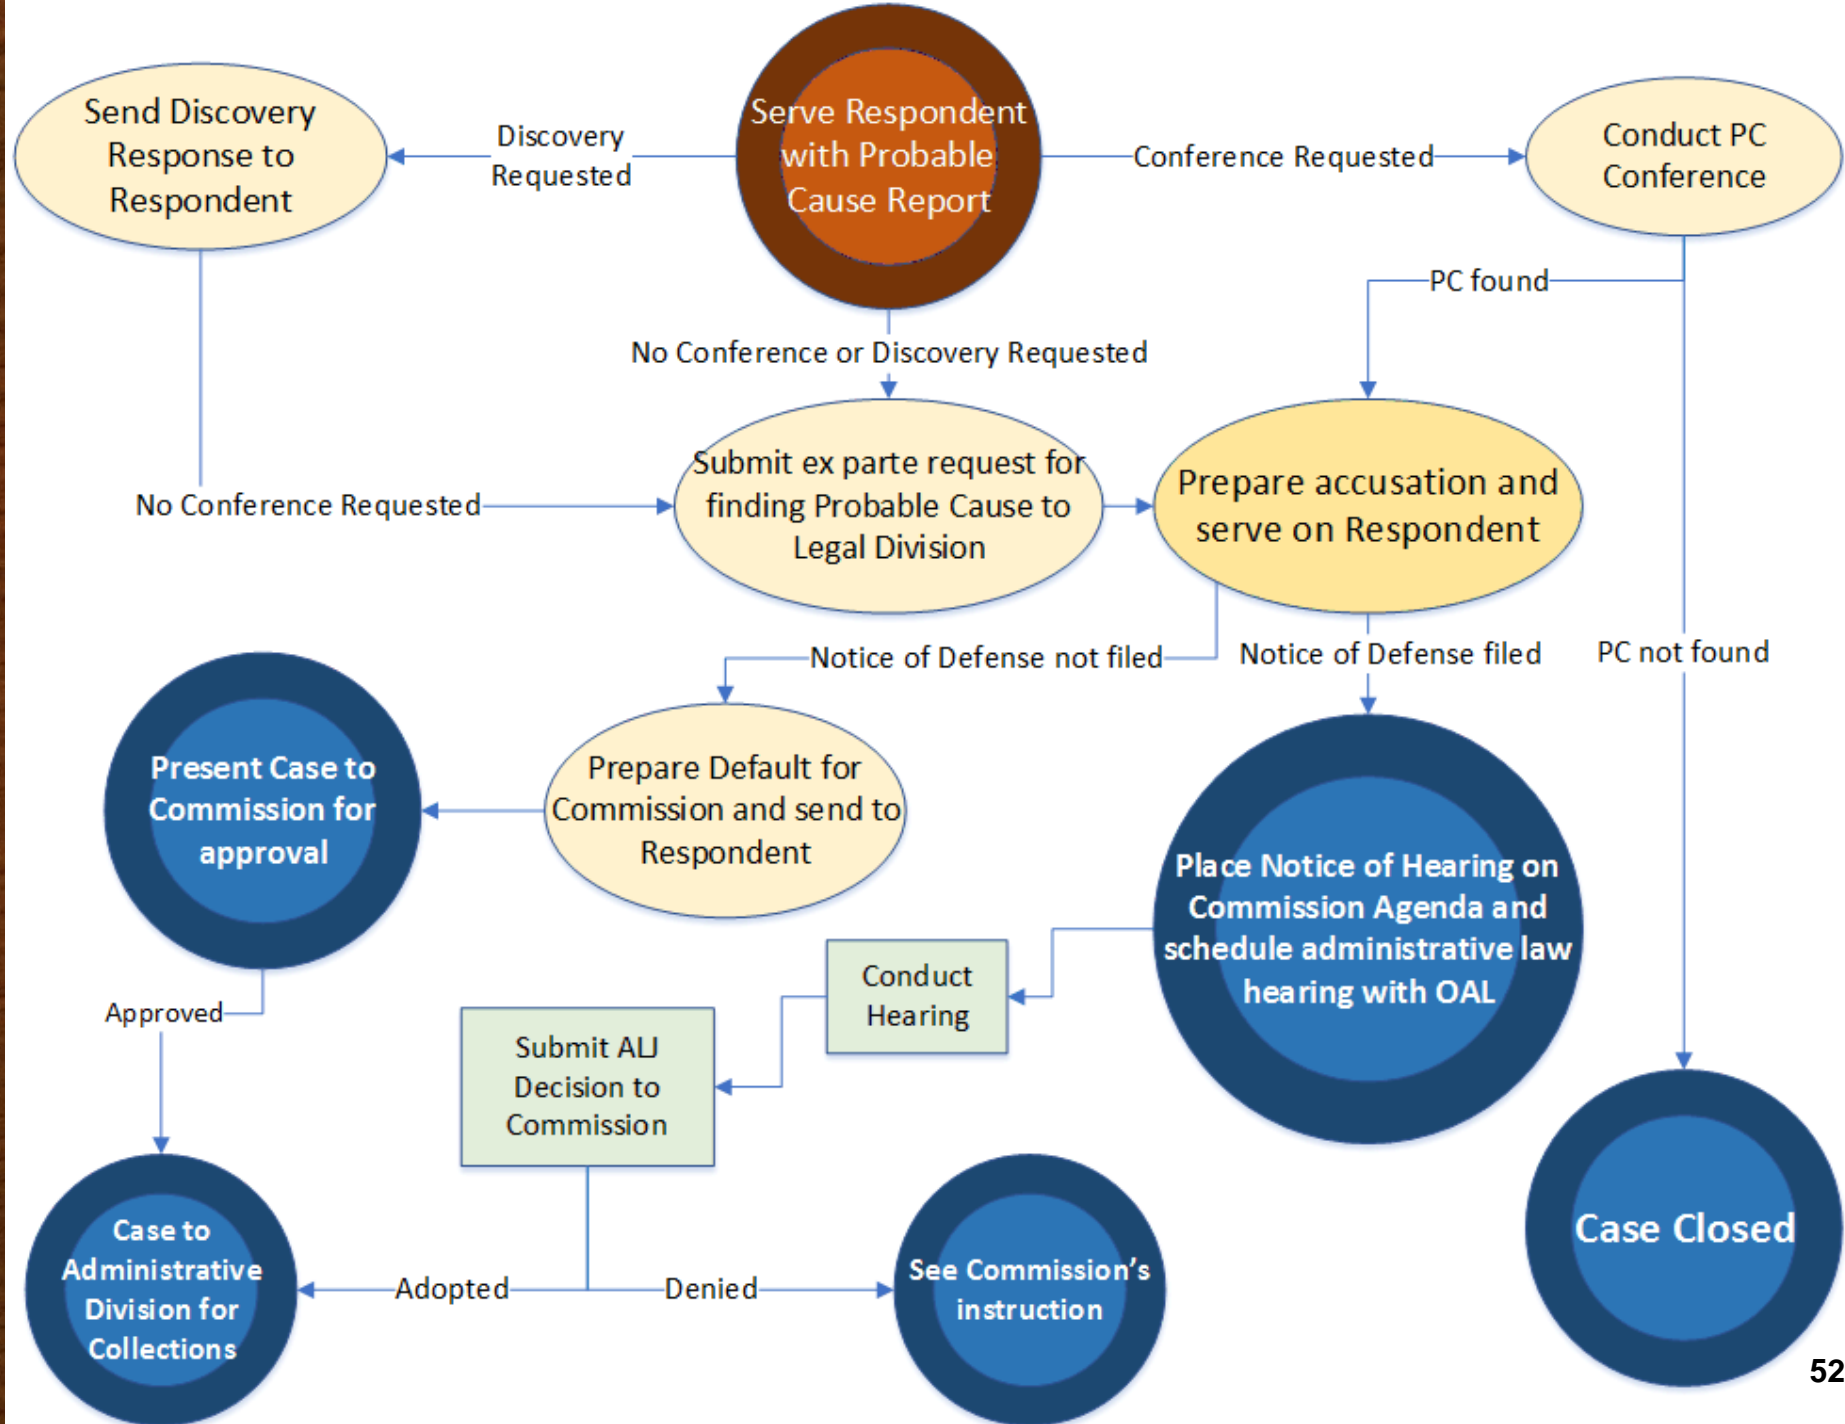 Send Discovery
Response to
Respondent
Discovery
Requested
Serve Respondent
with Probable
Cause Report
Conference Requested
Conduct PC
Conference
PC found
No Conference or Discovery Requested
No Conference Requested
Submit ex parte request for
finding Probable Cause to
Legal Division
Prepare accusation and
serve on Respondent
Notice of Defense not filed
Notice of Defense filed
PC not found
Present Case to
Commission for
approval
Prepare Default for
Commission and send to
Respondent
Place Notice of Hearing on
Commission Agenda and
schedule administrative law
hearing with OAL
Conduct
Hearing
Approved
Submit ALJ
Decision to
Commission
Case to
Administrative
Division for
Collections
Adopted
Denied
See Commission’s
instruction
Case Closed
52